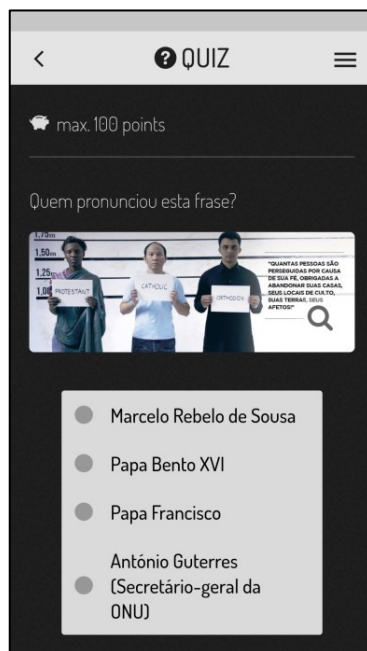 QUIZ
max. 100 points
Quem pronunciou esta frase?
1,75m
1,50m
1,25m
PROTESTANT
CATHOLIC
ORTHODOX
"QUANTAS PESSOAS SÃO
PERSEGUIDAS POR CAUSA
DE SUA FÉ, OBRIGADAS A
ABANDONAR SUAS CASAS,
SEUS LOCAIS DE CULTO,
SUAS TERRAS, SEUS
AFETOS!"
Marcelo Rebelo de Sousa
Papa Bento XVI
Papa Francisco
António Guterres
(Secretário-geral da
ONU)